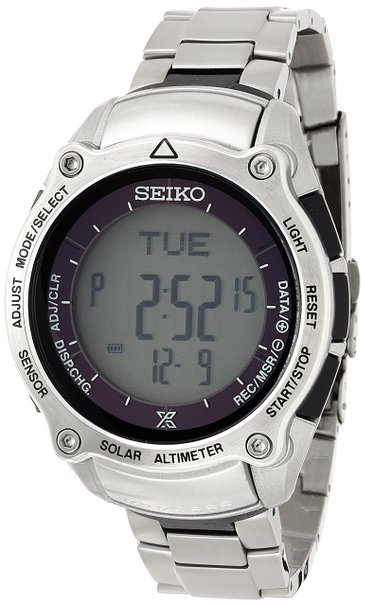 SEIKO
TUE
P 2:52 15
12-9
MODE/SELECT
ADJUST
ADJ/CLR
DISP.CHG.
SENSOR
LIGHT
RESET
DATA/⊕
REC/MSR/⊖
START/STOP
SOLAR ALTIMETER